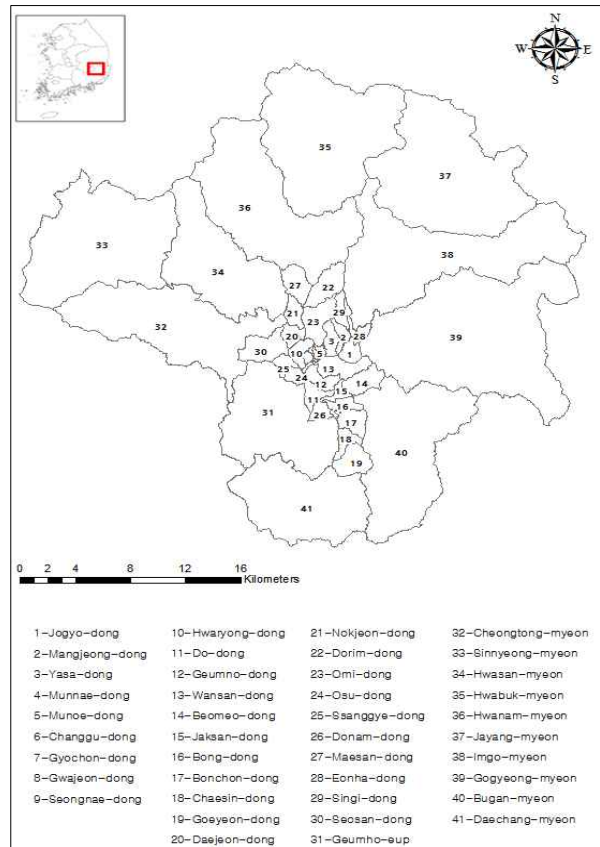 N
W E
S
35
37
36
33
38
34
27
22
21
29
23
32
20
3
2
28
39
10
5
1
30
25
13
24
12
14
15
11
16
31
26
17
18
40
19
41
0 2 4 8 12 16
Kilometers
1-Jogyo-dong
2-Mangjeong-dong
3-Yasa-dong
4-Munnae-dong
5-Munoe-dong
6-Changgu-dong
7-Gyochon-dong
8-Gwajeon-dong
9-Seongnae-dong
10-Hwaryong-dong
11-Do-dong
12-Geumno-dong
13-Wansan-dong
14-Beomeo-dong
15-Jaksan-dong
16-Bong-dong
17-Bonchon-dong
18-Chaesin-dong
19-Goeyeon-dong
20-Daejeon-dong
21-Nokjeon-dong
22-Dorim-dong
23-Omi-dong
24-Osu-dong
25-Ssanggye-dong
26-Donam-dong
27-Maesan-dong
28-Eonha-dong
29-Singi-dong
30-Seosan-dong
31-Geumho-eup
32-Cheongtong-myeon
33-Sinnyeong-myeon
34-Hwasan-myeon
35-Hwabuk-myeon
36-Hwanam-myeon
37-Jayang-myeon
38-Imgo-myeon
39-Gogyeong-myeon
40-Bugan-myeon
41-Daechang-myeon